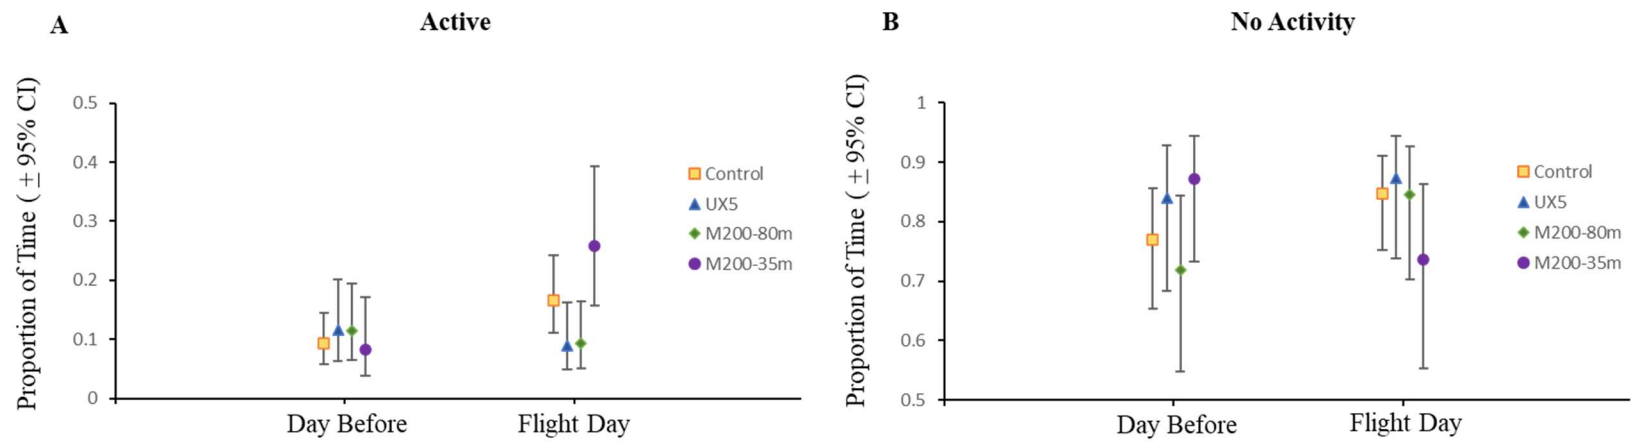 A
Active
Proportion of Time ( ± 95% CI)
0.5
0.4
0.3
0.2
0.1
0
Day Before
Flight Day
Control
UX5
M200-80m
M200-35m
B
No Activity
Proportion of Time ( ± 95% CI)
1
0.9
0.8
0.7
0.6
0.5
Day Before
Flight Day
Control
UX5
M200-80m
M200-35m